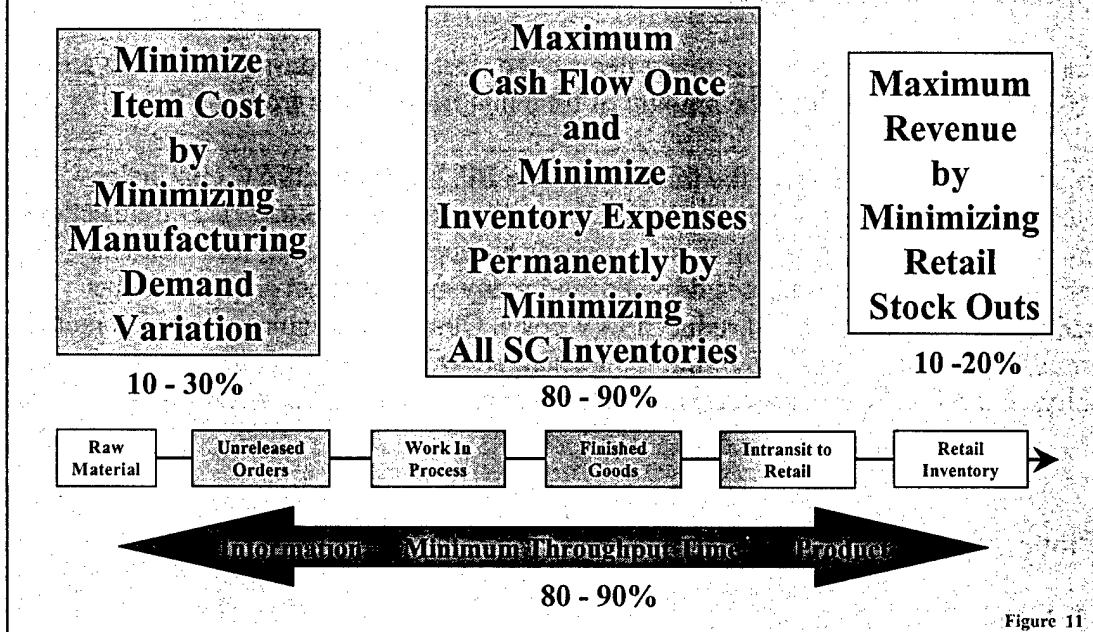 Minimize
Item Cost
by
Minimizing
Manufacturing
Demand
Variation
10 - 30%
Maximum
Cash Flow Once
and
Minimize
Inventory Expenses
Permanently by
Minimizing
All SC Inventories
80 - 90%
Maximum
Revenue
by
Minimizing
Retail
Stock Outs
10 -20%
Raw
Material
Unreleased
Orders
Work In
Process
Finished
Goods
Intransit to
Retail
Retail
Inventory
Information Minimum Throughput Time Product
80 - 90%
Figure 11